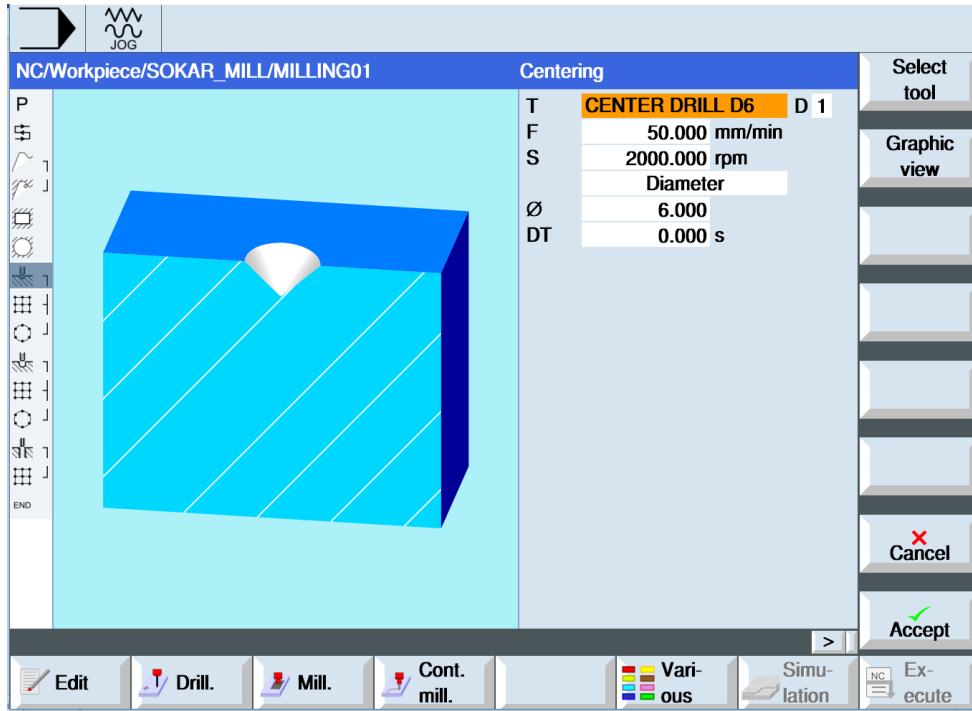 JOG
NC/Workpiece/SOKAR_MILL/MILLING01
Centering
Select
tool
P
T CENTER DRILL D6 D 1
F 50.000 mm/min
S 2000.000 rpm
Diameter
Ø 6.000
DT 0.000 s
Graphic
view
END
Cancel
Accept
>
Edit
Drill.
Mill.
Cont.
mill.
Vari-
ous
Simu-
lation
NC
Ex-
ecute